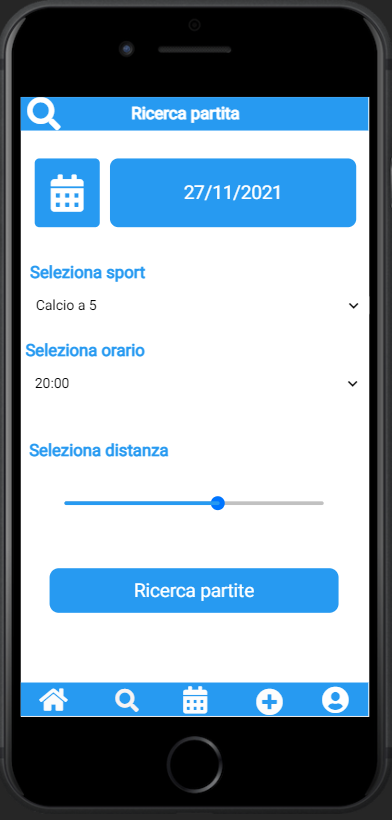 Ricerca partita
27/11/2021
Seleziona sport
Calcio a 5
Seleziona orario
20:00
Seleziona distanza
Ricerca partite